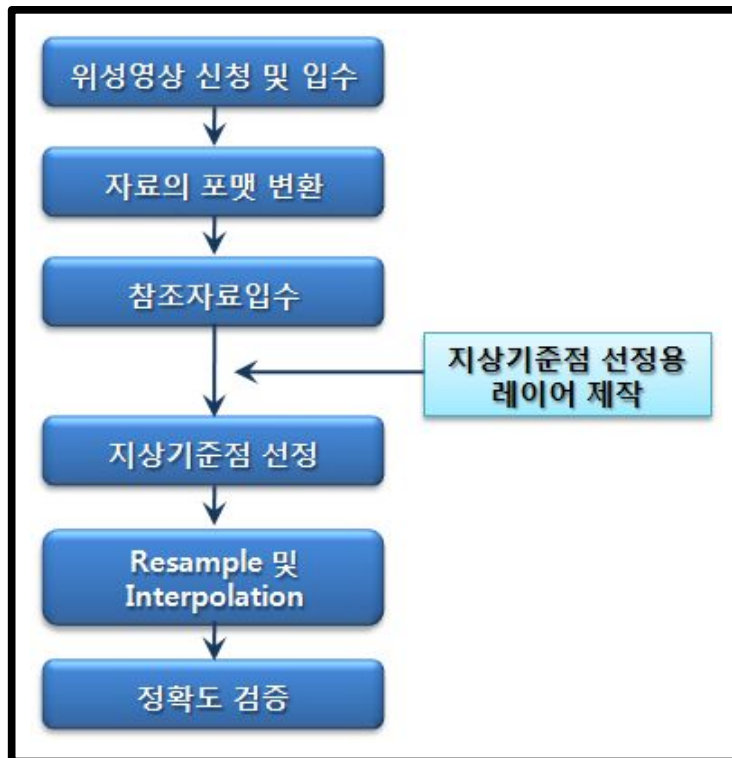 위성영상 신청 및 입수
자료의 포맷 변환
참조자료입수
지상기준점 선정용
레이어 제작
지상기준점 선정
Resample 및
Interpolation
정확도 검증